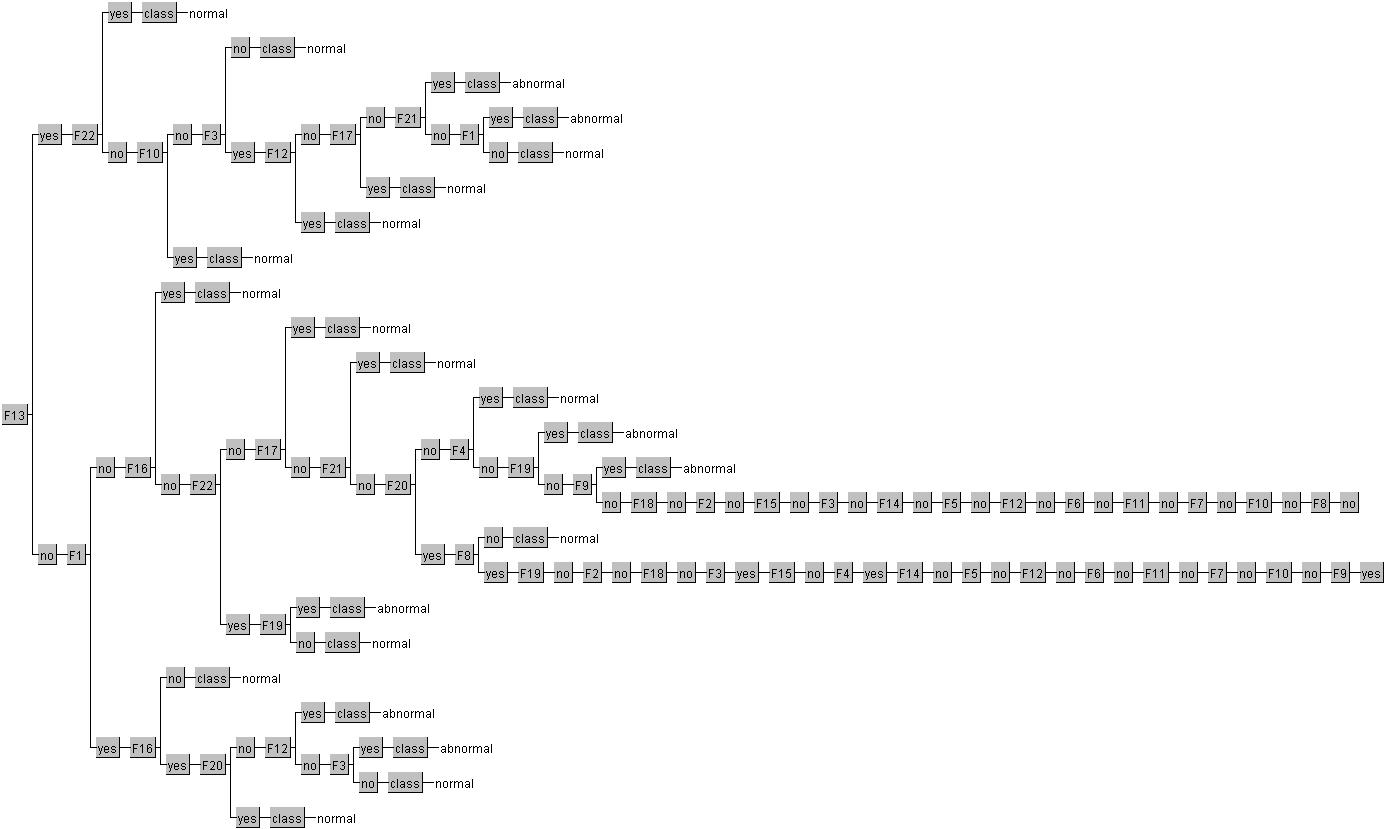 yes class normal
no class normal
yes class abnormal
no F21 yes class abnormal
yes F22 no F3 no F17 no F1
no F10 yes F12 no class normal
yes class normal
yes class normal
yes class normal
yes class normal
yes class normal
yes class normal
yes class normal
F13
yes class abnormal
no F17 no F4
no F16 no F21 no F19 yes class abnormal
no F22 no F20 no F9
no F18 no F2 no F15 no F3 no F14 no F5 no F12 no F6 no F11 no F7 no F10 no F8 no
no class normal
no F1 yes F8
yes F19 no F2 no F18 no F3 yes F15 no F4 yes F14 no F5 no F12 no F6 no F11 no F7 no F10 no F9 yes
yes class abnormal
yes F19
no class normal
no class normal
yes class abnormal
yes F16 no F12 yes class abnormal
yes F20 no F3
no class normal
yes class normal